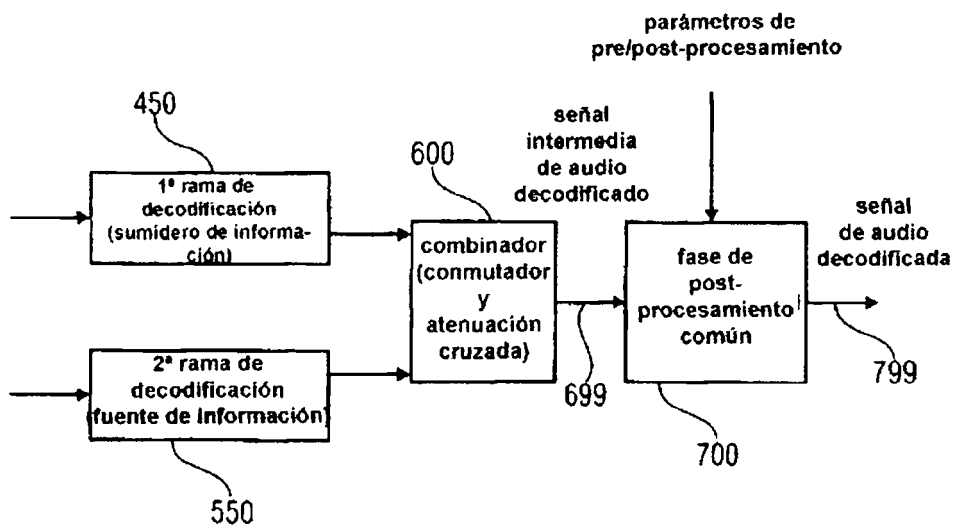 parámetros de
pre/post-procesamiento
450
1ª rama de
decodificación
(sumidero de informa-
ción)
600
señal
intermedia
de audio
decodificado
combinador
(conmutador
y
atenuación
cruzada)
fase de
post-
procesamiento
común
señal
de audio
decodificada
2ª rama de
decodificación
(fuente de información)
550
699
700
799